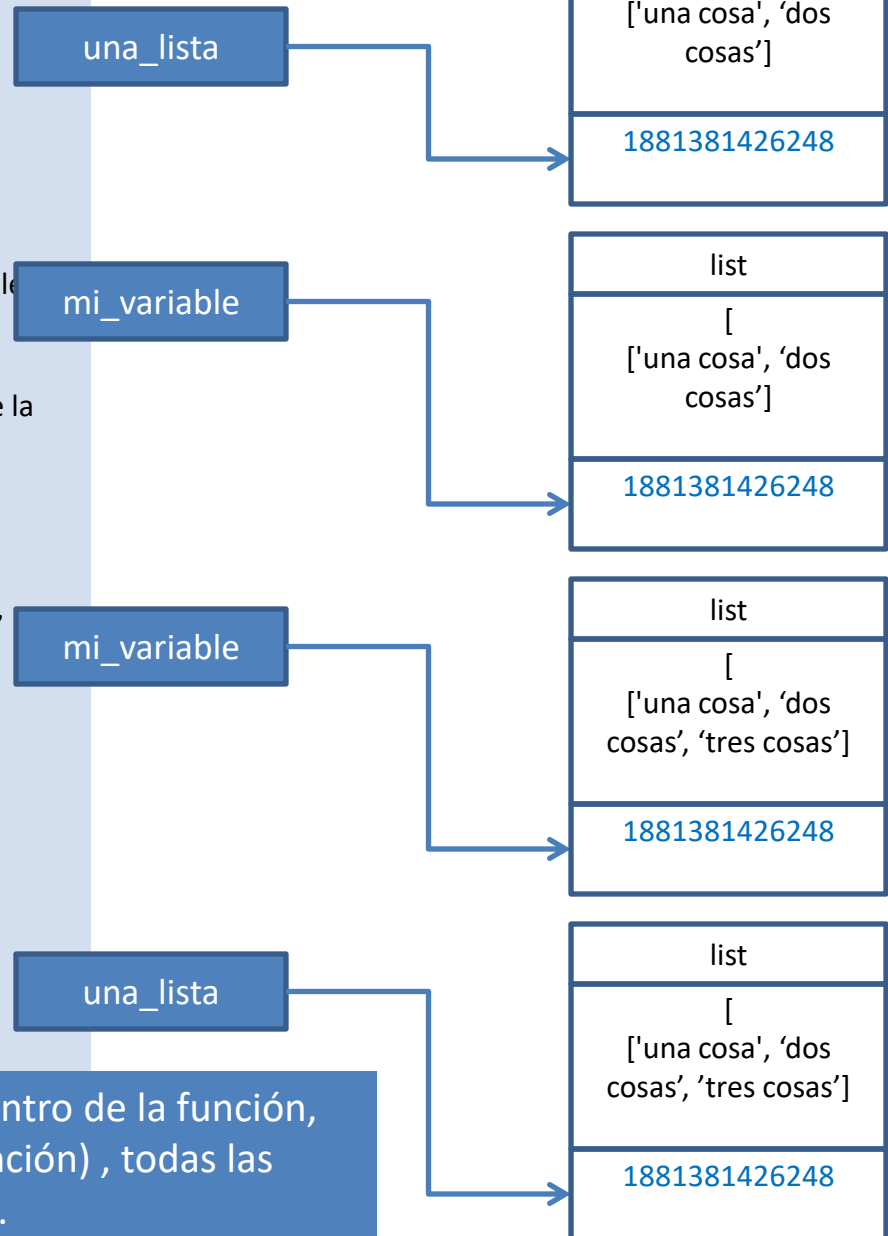 ['una cosa', ‘dos
cosas’]
una_lista
1881381426248
list
mi_variable
[
['una cosa', ‘dos
cosas’]
e la
1881381426248
list
mi_variable
[
['una cosa', ‘dos
cosas’, ‘tres cosas’]
1881381426248
list
una_lista
[
['una cosa', ‘dos
cosas’, ’tres cosas’]
ntro de la función,
ación) , todas las
.
1881381426248